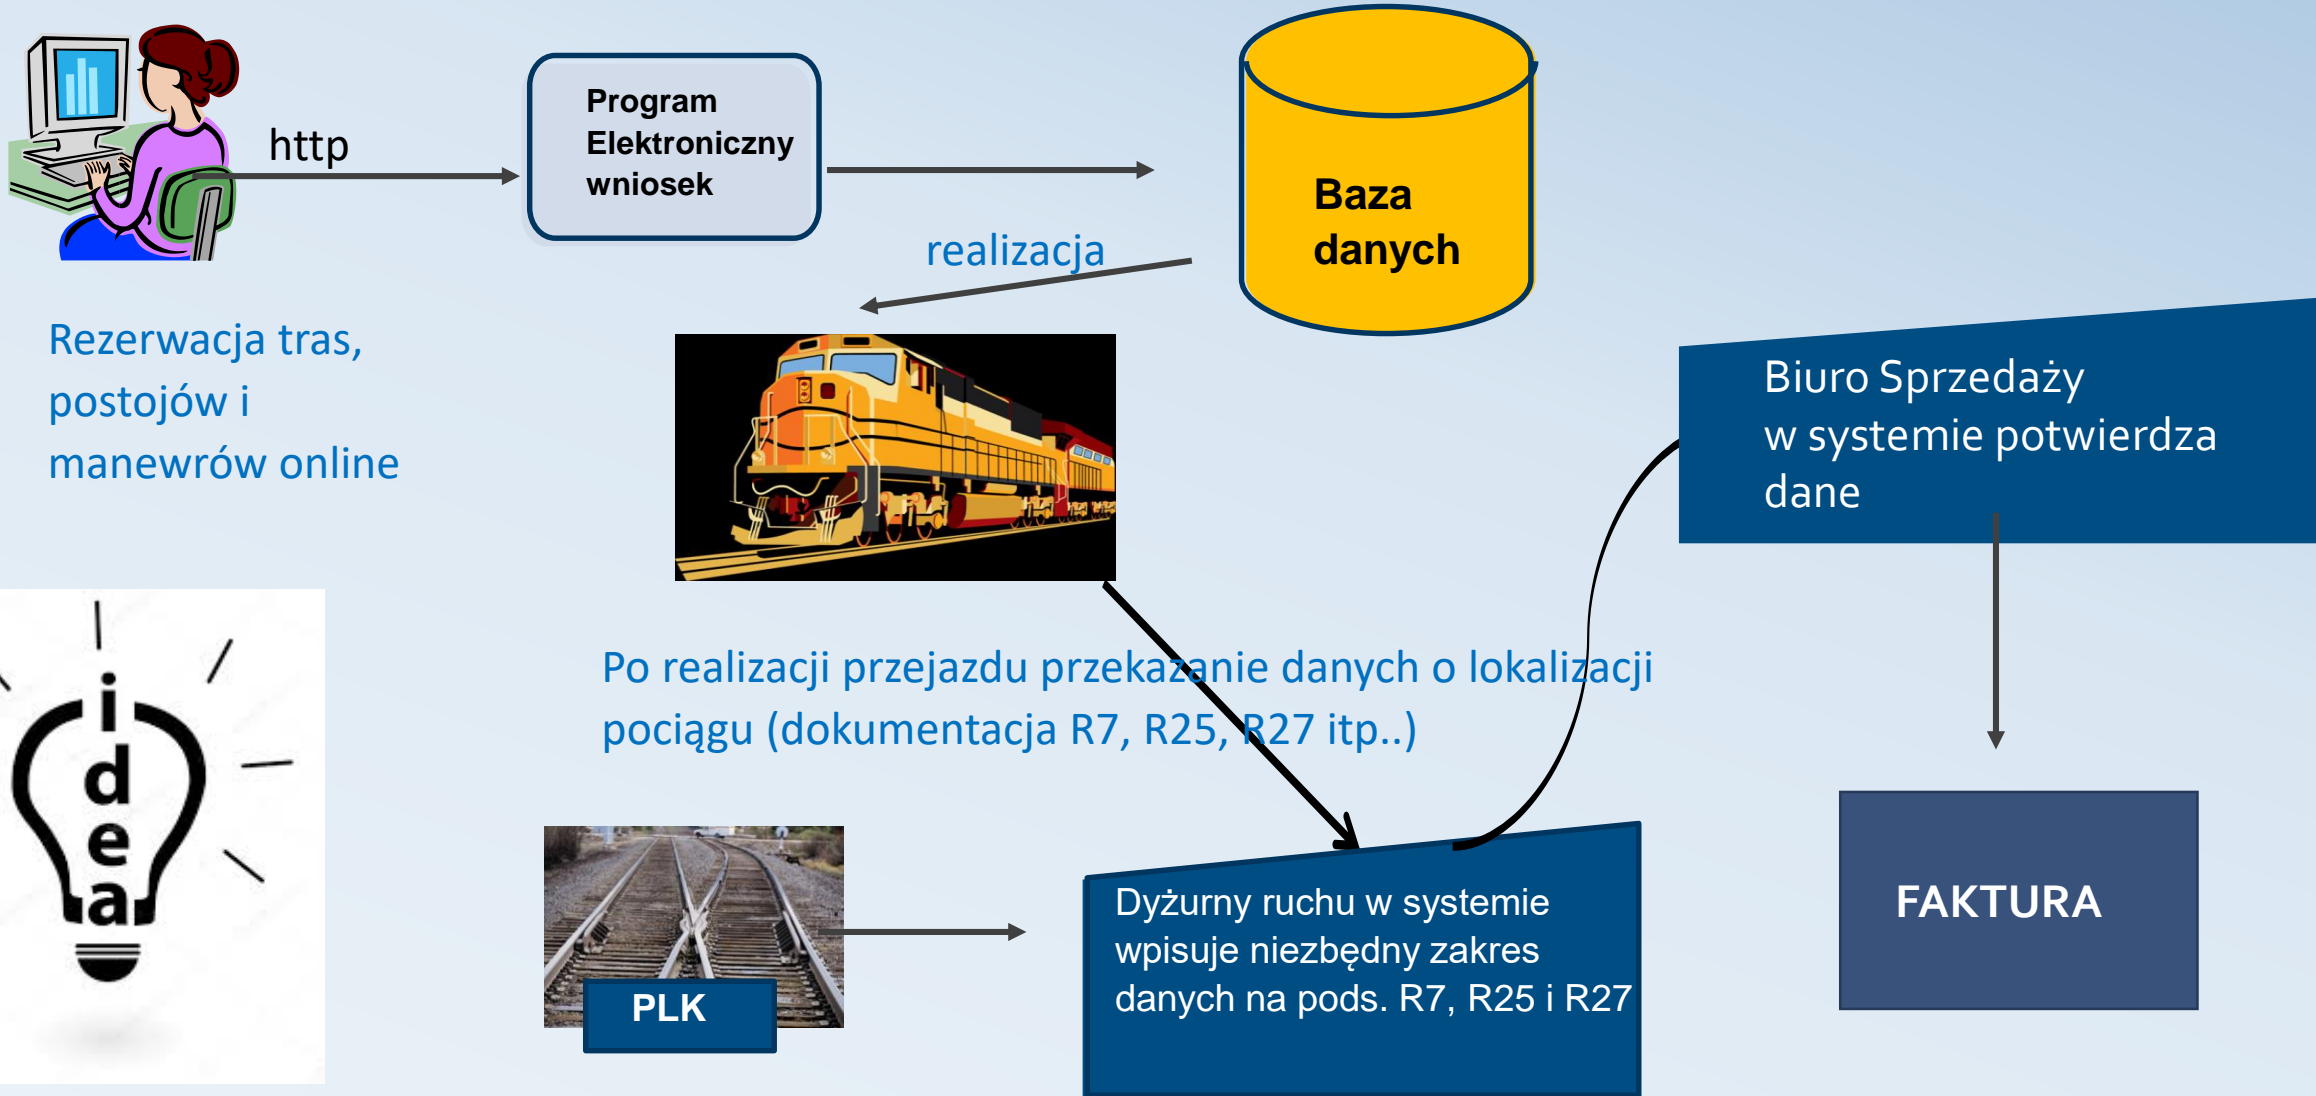 http
Program
Elektroniczny
wniosek
Baza
danych
realizacja
Rezerwacja tras,
postojów i
manewrów online
Biuro Sprzedaży
w systemie potwierdza
dane
idea
Po realizacji przejazdu przekazanie danych o lokalizacji
pociągu (dokumentacja R7, R25, R27 itp..)
PLK
Dyżurny ruchu w systemie
wpisuje niezbędny zakres
danych na pods. R7, R25 i R27
FAKTURA